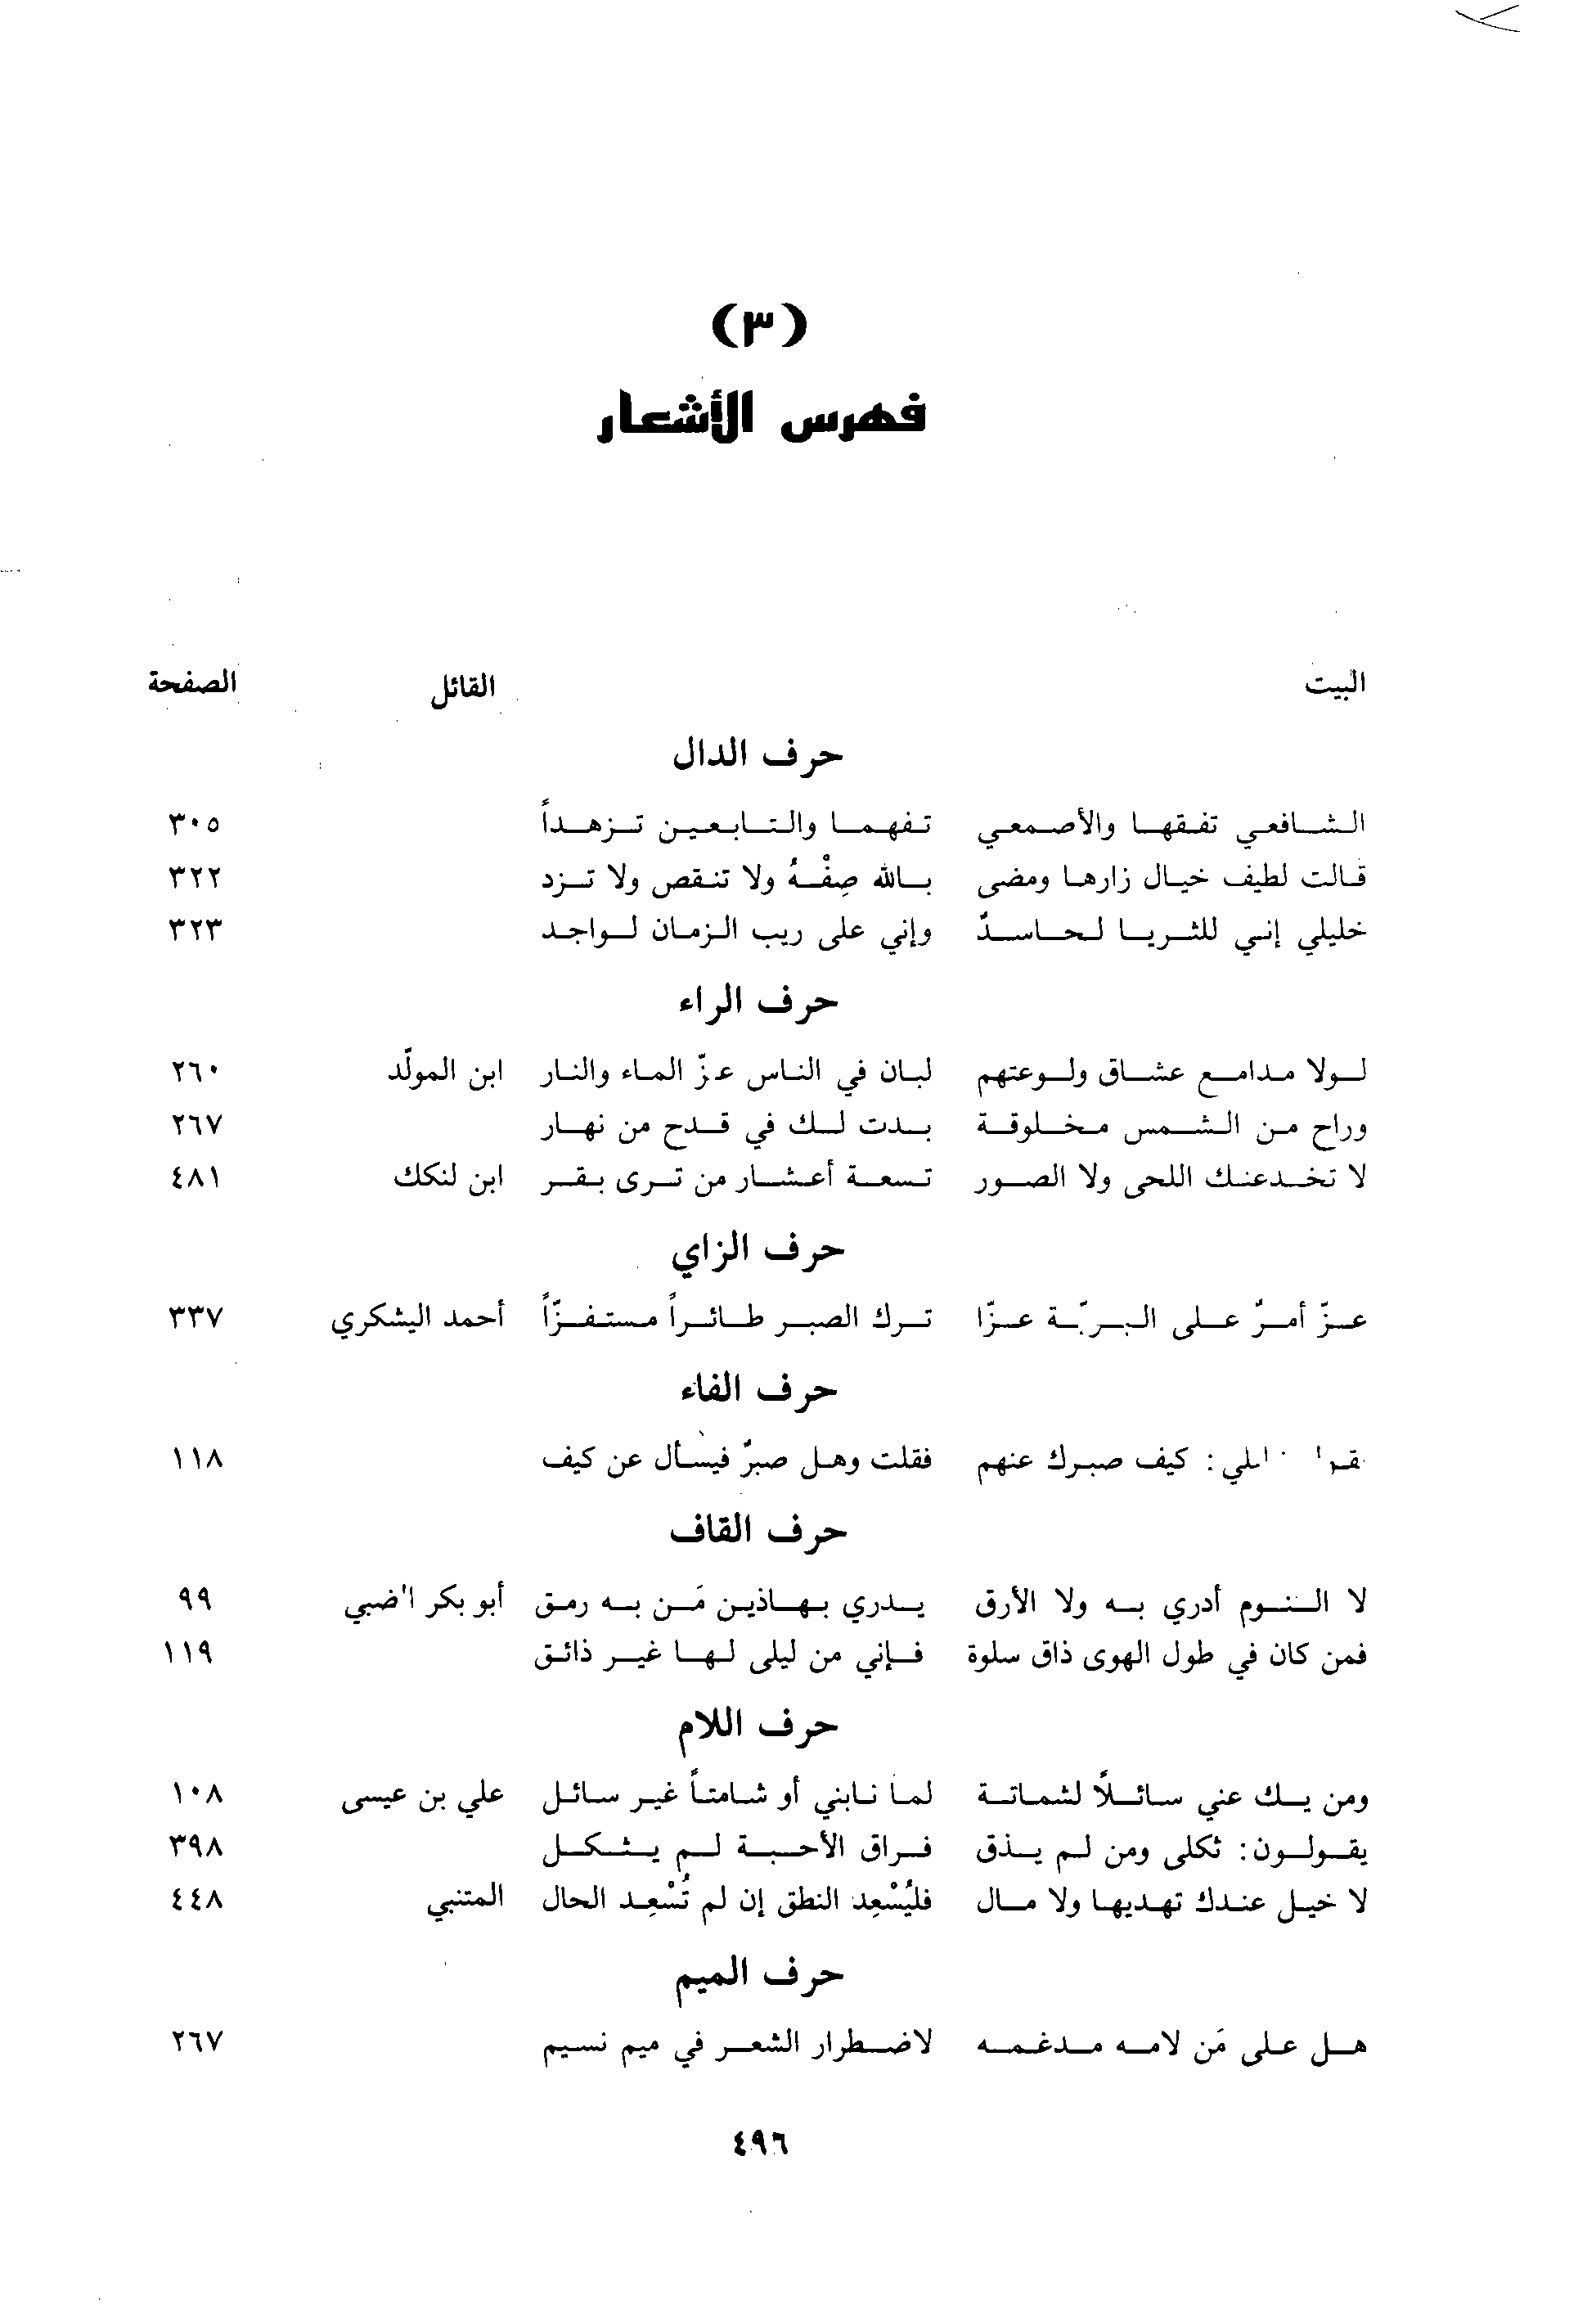 (٣)
فهرس الأشعار
البيت القائل الصفحة
حرف الدال
الشافعي تفقها والأصمعي تفهما والتابعين تزهداً ٣٠٥
قالت لطيف خيال زارها ومضى بالله صِفْهُ ولا تنقص ولا تزد ٣٢٢
خليلي إني للثريا لحاسدٌ وإني على ريب الزمان لواجد ٣٢٣
حرف الراء
لولا مدامع عشاق ولوعتهم لبان في الناس عزّ الماء والنار ابن المولّد ٢٦٠
وراح من الشمس مخلوقة بدت لك في قدح من نهار ٢٦٧
لا تخدعنك اللحى ولا الصور تسعة أعشار من ترى بقر ابن لنكك ٤٨١
حرف الزاي
عزّ أمرٌ على البريّة عزّا ترك الصبر طائراً مستفزّاً أحمد اليشكري ٣٣٧
حرف الفاء
كيف صبرك عنهم فقلت وهل صبرٌ فيسأل عن كيف ١١٨
حرف القاف
لا النوم أدري به ولا الأرق يدري بهاذين مَن به رمق أبو بكر ٩٩
فمن كان في طول الهوى ذاق سلوة فإني من ليلى لها غير ذائق ١١٩
حرف اللام
ومن يك عني سائلاً لشماتة لما نابني أو شامتاً غير سائل علي بن عيسى ١٠٨
يقولون: ثكلى ومن لم يذق فراق الأحبة لم يثكل ٣٩٨
لا خيل عندك تهديها ولا مال فليُسْعِد النطق إن لم تُسْعِد الحال المتنبي ٤٤٨
حرف الميم
هل على مَن لامه مدغمه لاضطرار الشعر في ميم نسيم ٢٦٧
٤٩٦